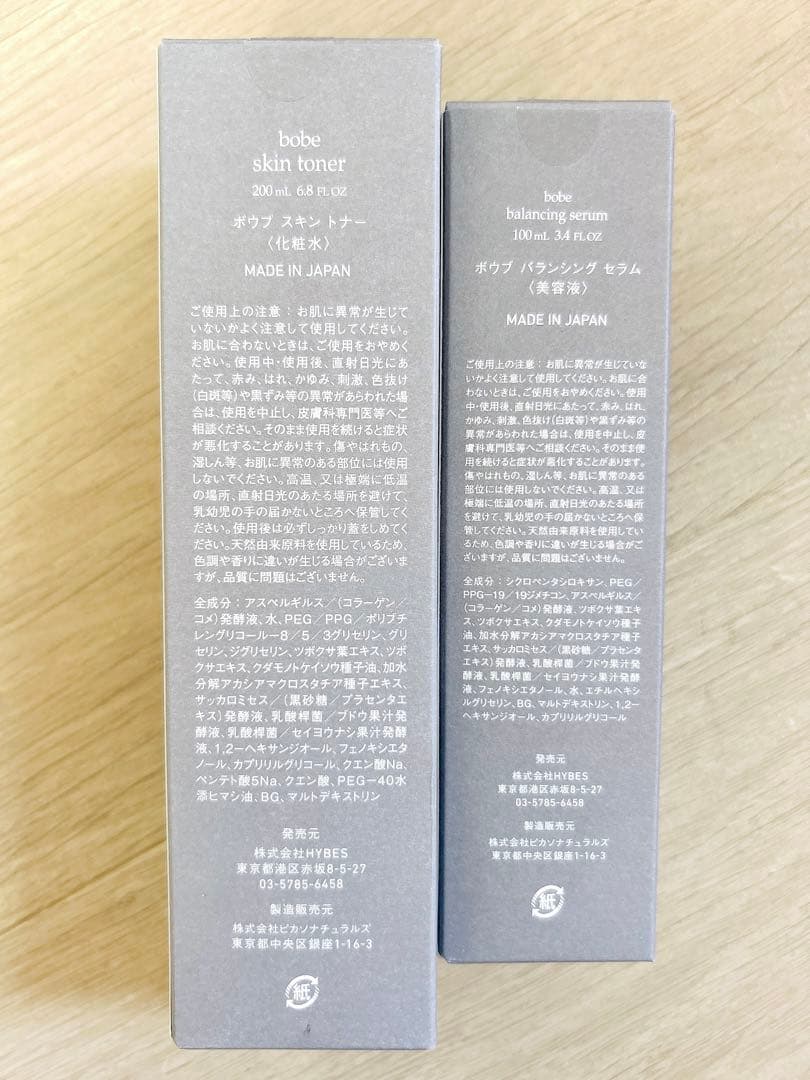 bobe
skin toner
200 mL 6.8 FL OZ
ボウブ スキン トナー
〈化粧水〉
MADE IN JAPAN
ご使用上の注意：お肌に異常が生じて
いないかよく注意して使用してください。
お肌に合わないときは、ご使用をおやめく
ださい。使用中・使用後、直射日光にあ
たって、赤み、はれ、かゆみ、刺激、色抜け
（白斑等）や黒ずみ等の異常があらわれた場
合は、使用を中止し、皮膚科専門医等へご
相談ください。そのまま使用を続けると症状
が悪化することがあります。傷やはれもの、
湿しん等、お肌に異常のある部位には使用
しないでください。高温、又は極端に低温
の場所、直射日光のあたる場所を避けて、
乳幼児の手の届かないところへ保管してく
ださい。使用後は必ずしっかり蓋をしめてく
ださい。天然由来原料を使用しているため、
色調や香りに違いが生じる場合がございま
すが、品質に問題はございません。
全成分：アスペルギルス／（コラーゲン／
コメ）発酵液、水、PEG／PPG／ポリブチ
レングリコール－8／5／3グリセリン、グリ
セリン、ジグリセリン、ツボクサ葉エキス、ツボ
クサエキス、クダモノトケイソウ種子油、加水
分解アカシアマクロスタチア種子エキス、
サッカロミセス／（黒砂糖／プラセンタエ
キス）発酵液、乳酸桿菌／ブドウ果汁発
酵液、乳酸桿菌／セイヨウナシ果汁発酵
液、1,2－ヘキサンジオール、フェノキシエタ
ノール、カプリリルグリコール、クエン酸Na、
ペンテト酸5Na、クエン酸、PEG－40水
添ヒマシ油、BG、マルトデキストリン
発売元
株式会社HYBES
東京都港区赤坂8-5-27
03-5785-6458
製造販売元
株式会社ピカソナチュラルズ
東京都中央区銀座1-16-3
紙
bobe
balancing serum
100 mL 3.4 FL OZ
ボウブ バランシング セラム
〈美容液〉
MADE IN JAPAN
ご使用上の注意：お肌に異常が生じていな
いかよく注意して使用してください。お肌に合
わないときは、ご使用をおやめください。使用
中・使用後、直射日光にあたって、赤み、はれ、
かゆみ、刺激、色抜け（白斑等）や黒ずみ等の
異常があらわれた場合は、使用を中止し、皮
膚科専門医等へご相談ください。そのまま使
用を続けると症状が悪化することがあります。
傷やはれもの、湿しん等、お肌に異常のある
部位には使用しないでください。高温、又は
極端に低温の場所、直射日光のあたる場所
を避けて、乳幼児の手の届かないところへ保
管してください。天然由来原料を使用してい
るため、色調や香りに違いが生じる場合がご
ざいますが、品質に問題はございません。
全成分：シクロペンタシロキサン、PEG／
PPG－19／19ジメチコン、アスペルギルス／
（コラーゲン／コメ）発酵液、ツボクサ葉エキ
ス、ツボクサエキス、クダモノトケイソウ種子
油、加水分解アカシアマクロスタチア種子エ
キス、サッカロミセス／（黒砂糖／プラセンタ
エキス）発酵液、乳酸桿菌／ブドウ果汁発
酵液、乳酸桿菌／セイヨウナシ果汁発酵
液、フェノキシエタノール、水、エチルヘキシ
ルグリセリン、BG、マルトデキストリン、1,2－
ヘキサンジオール、カプリリルグリコール
発売元
株式会社HYBES
東京都港区赤坂8-5-27
03-5785-6458
製造販売元
株式会社ピカソナチュラルズ
東京都中央区銀座1-16-3
紙